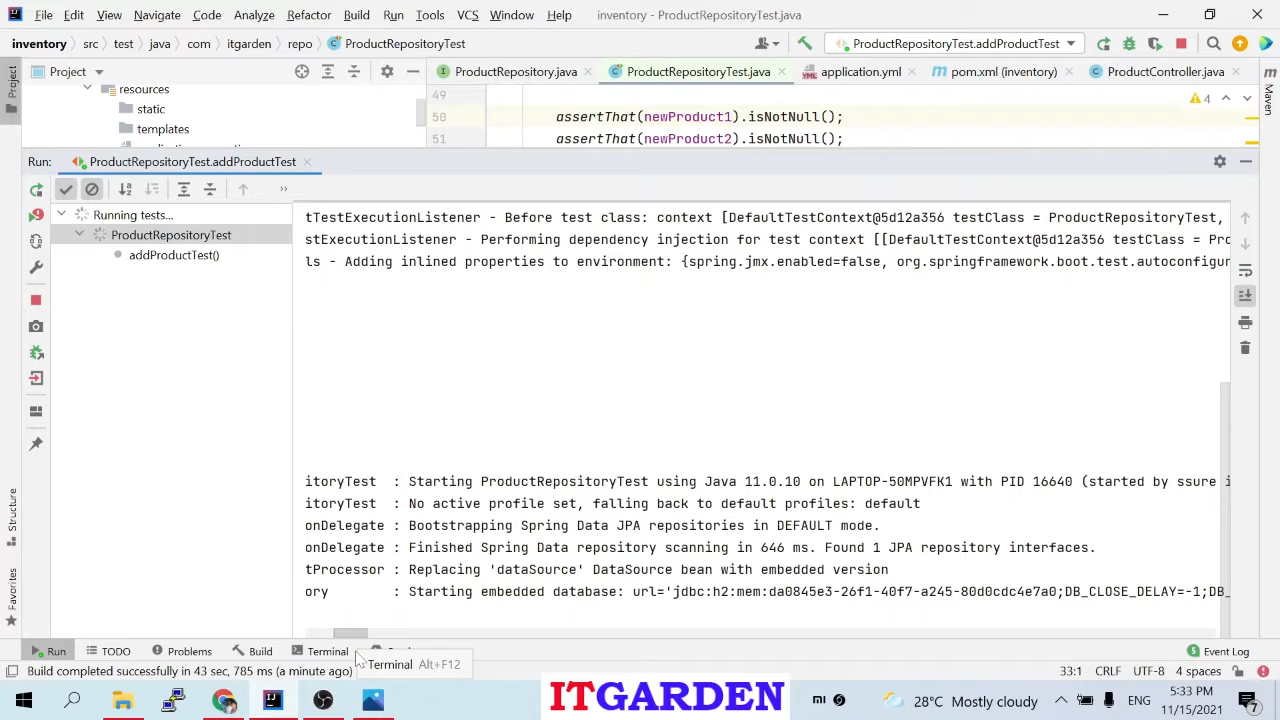 File Edit View Navigate Code Analyze Refactor Build Run Tools VCS Window Help inventory - ProductRepositoryTest.java
inventory src test java com itgarden repo ProductRepositoryTest ProductRepositoryTest.addProductTest
Project
Project
ProductRepository.java ProductRepositoryTest.java application.yml pom.xml (inventory) ProductController.java
Maven
resources
static
templates
49
50 assertThat(newProduct1).isNotNull();
51 assertThat(newProduct2).isNotNull();
4
Run: ProductRepositoryTest.addProductTest
Running tests...
ProductRepositoryTest
addProductTest()
tTestExecutionListener - Before test class: context [DefaultTestContext@5d12a356 testClass = ProductRepositoryTest,
stExecutionListener - Performing dependency injection for test context [[DefaultTestContext@5d12a356 testClass = Pro
ls - Adding inlined properties to environment: {spring.jmx.enabled=false, org.springframework.boot.test.autoconfigur
itoryTest : Starting ProductRepositoryTest using Java 11.0.10 on LAPTOP-50MPVFK1 with PID 16640 (started by ssure i
itoryTest : No active profile set, falling back to default profiles: default
onDelegate : Bootstrapping Spring Data JPA repositories in DEFAULT mode.
onDelegate : Finished Spring Data repository scanning in 646 ms. Found 1 JPA repository interfaces.
tProcessor : Replacing 'dataSource' DataSource bean with embedded version
ory : Starting embedded database: url='jdbc:h2:mem:da0845e3-26f1-40f7-a245-80d0cdc4e7a0;DB_CLOSE_DELAY=-1;DB_
Structure
Favorites
Run TODO Problems Build Terminal Event Log
Terminal Alt+F12
Build completed successfully in 43 sec, 785 ms (a minute ago) 33:1 CRLF UTF-8 4 spaces
ITGARDEN
mi 28°C Mostly cloudy ENG 5:33 PM
11/15/2021
7